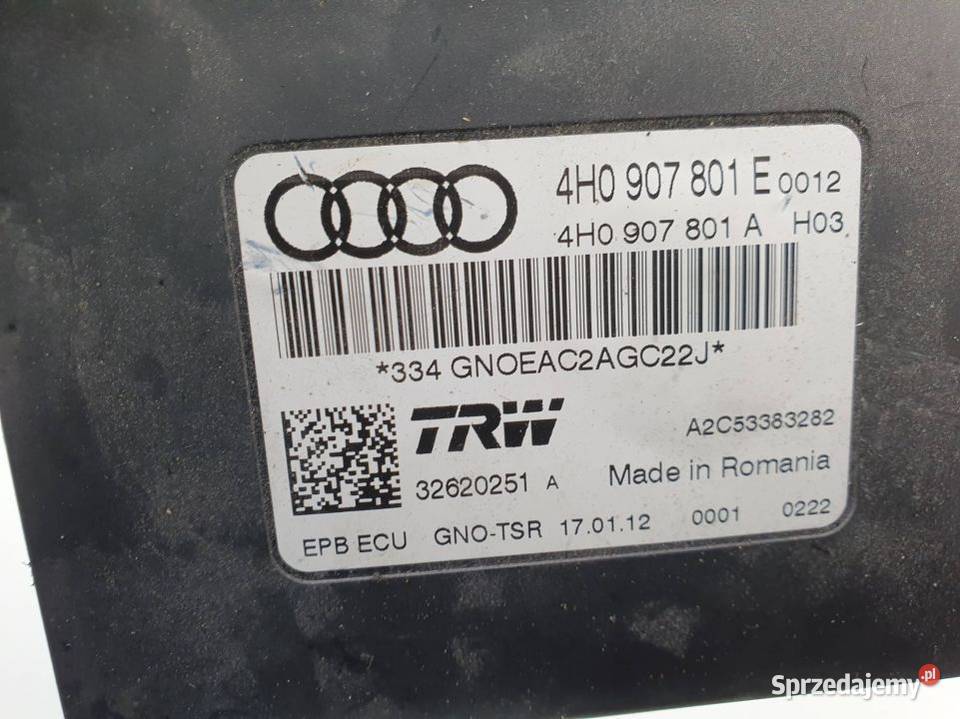 4H0 907 801 E 0012
4H0 907 801 A H03
*334 GNOEAC2AGC22J*
TRW
A2C53383282
32620251 A
Made in Romania
EPB ECU GNO-TSR 17.01.12 0001 0222
Sprzedajemy.pl